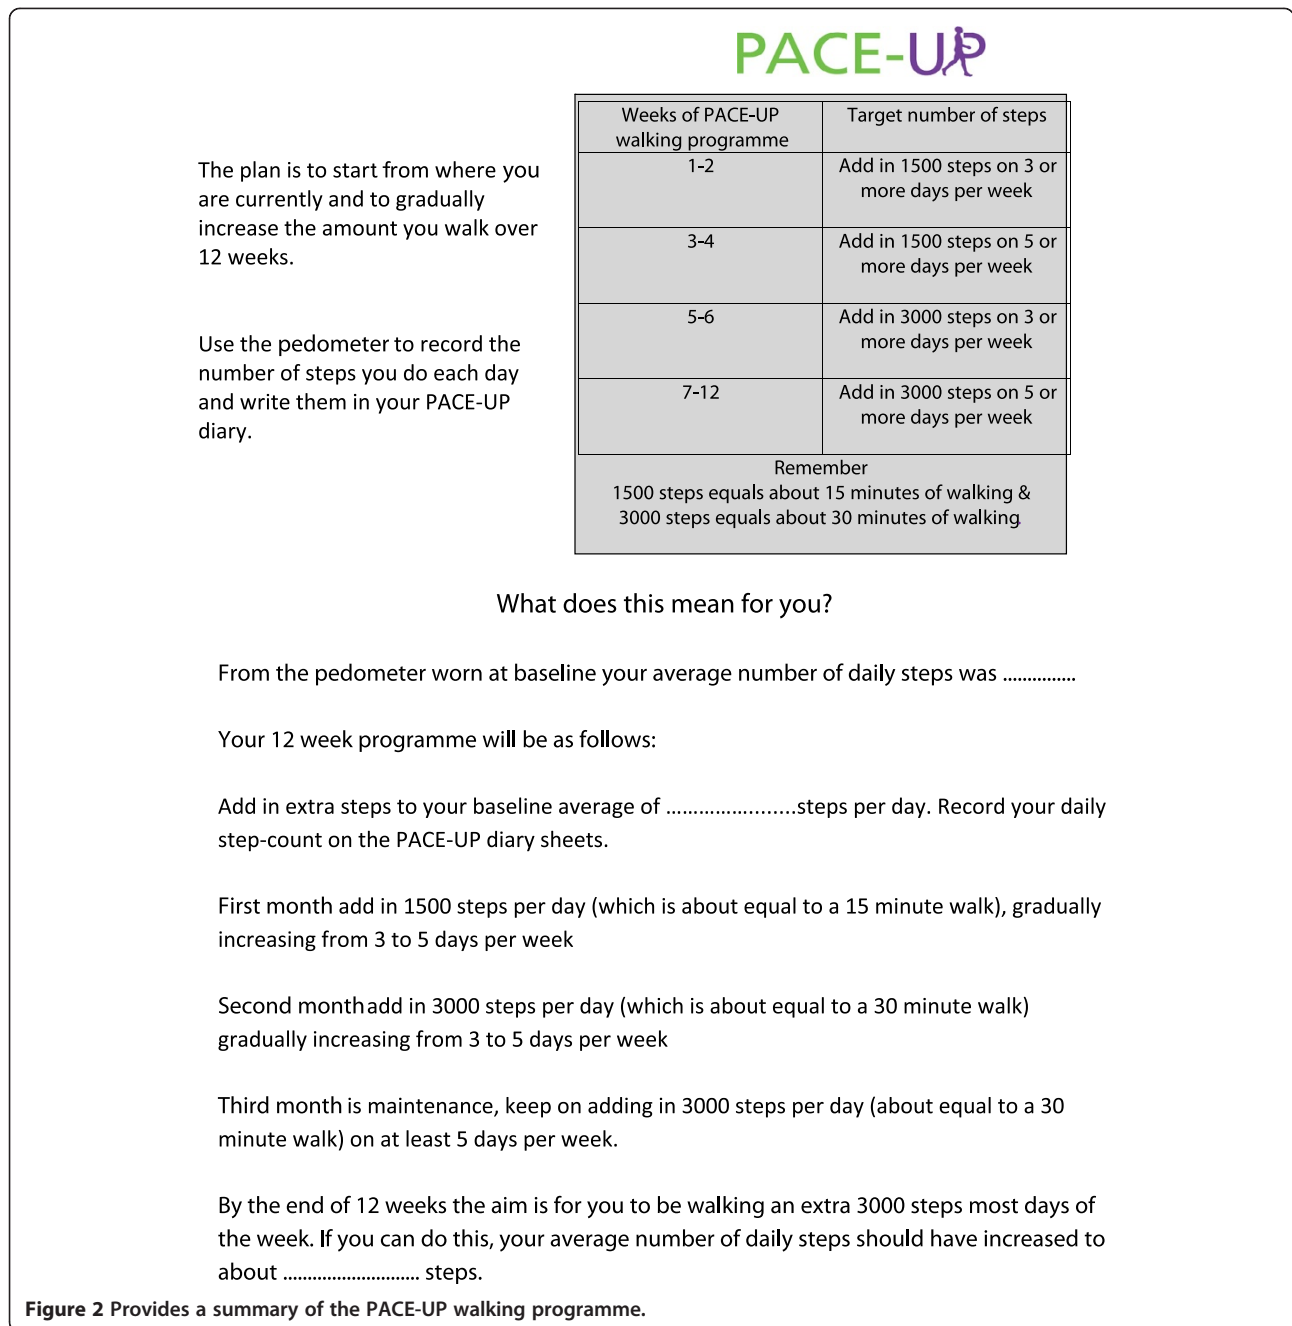 PACE-UP
The plan is to start from where you
are currently and to gradually
increase the amount you walk over
12 weeks.
Use the pedometer to record the
number of steps you do each day
and write them in your PACE-UP
diary.
Weeks of PACE-UP
walking programme
Target number of steps
1-2
Add in 1500 steps on 3 or
more days per week
3-4
Add in 1500 steps on 5 or
more days per week
5-6
Add in 3000 steps on 3 or
more days per week
7-12
Add in 3000 steps on 5 or
more days per week
Remember
1500 steps equals about 15 minutes of walking &
3000 steps equals about 30 minutes of walking.
What does this mean for you?
From the pedometer worn at baseline your average number of daily steps was ...............
Your 12 week programme will be as follows:
Add in extra steps to your baseline average of ........................steps per day. Record your daily
step-count on the PACE-UP diary sheets.
First month add in 1500 steps per day (which is about equal to a 15 minute walk), gradually
increasing from 3 to 5 days per week
Second month add in 3000 steps per day (which is about equal to a 30 minute walk)
gradually increasing from 3 to 5 days per week
Third month is maintenance, keep on adding in 3000 steps per day (about equal to a 30
minute walk) on at least 5 days per week.
By the end of 12 weeks the aim is for you to be walking an extra 3000 steps most days of
the week. If you can do this, your average number of daily steps should have increased to
about ............................ steps.
Figure 2 Provides a summary of the PACE-UP walking programme.